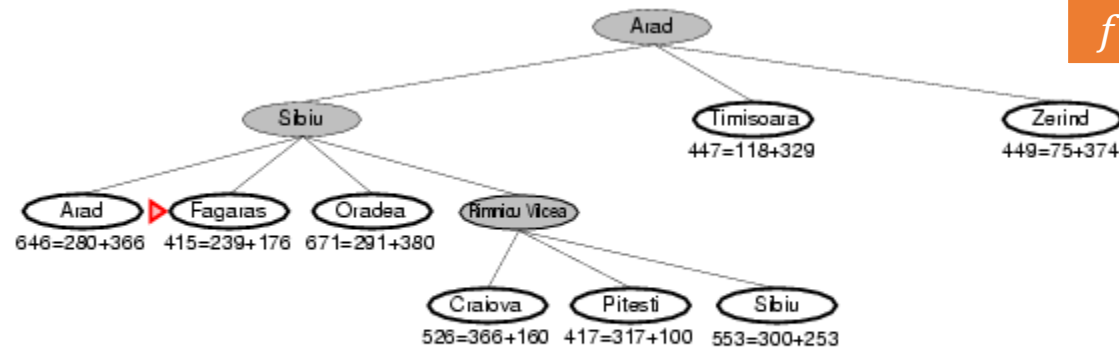 f
Arad
Sibiu
Timisoara
Zerind
447=118+329
449=75+374
Arad
Fagaras
Oradea
Rimnicu Vilcea
646=280+366
415=239+176
671=291+380
Craiova
Pitesti
Sibiu
526=366+160
417=317+100
553=300+253